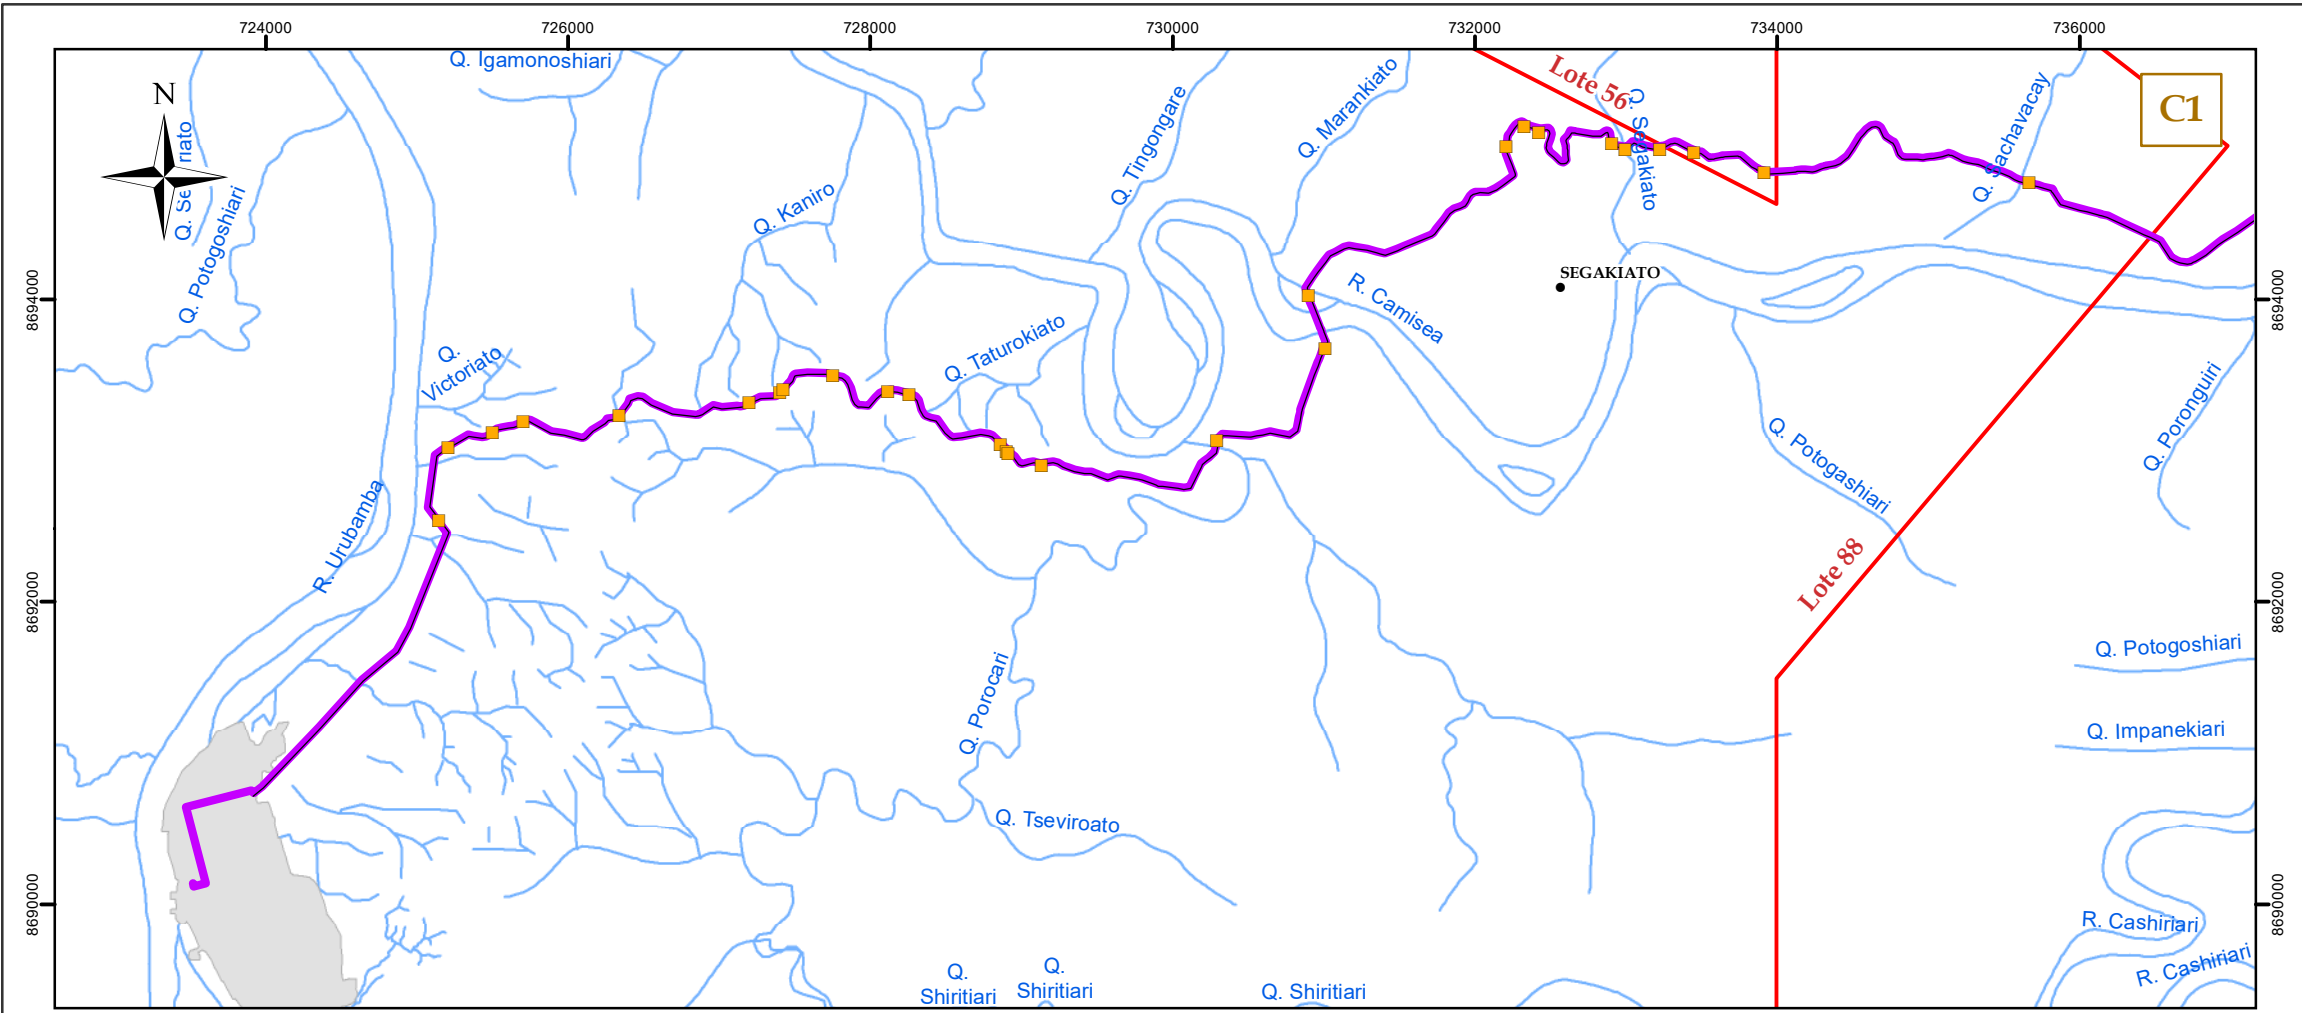 724000
726000
728000
730000
732000
734000
736000
Q. Igamonoshiari
Lote 56
C1
N
Q. Se
riato
Q. Potogoshiari
Q. Kaniro
Q. Tingongare
Q. Marankiato
Q. Segakiato
Q. Sachavacay
SEGAKIATO
8694000
8694000
R. Camisea
Q.
Victoriato
Q. Taturokiato
Q. Poronguiri
Q. Potogashiari
R. Urubamba
Lote 88
8692000
8692000
Q. Potogoshiari
Q. Porocari
Q. Impanekiari
Q. Tseviroato
8690000
8690000
R. Cashiriari
R. Cashiriari
Q.
Shiritiari
Q.
Shiritiari
Q. Shiritiari